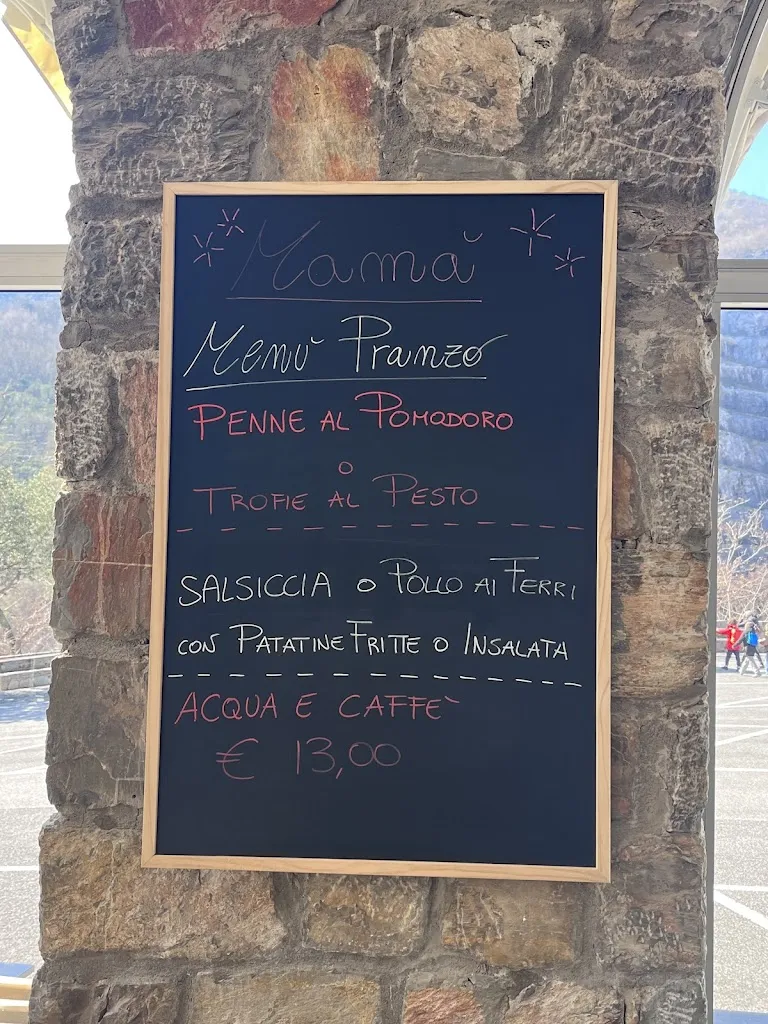 Mamà
Menù Pranzo
PENNE AL POMODORO
O
TROFIE AL PESTO
SALSICCIA O POLLO AI FERRI
CON PATATINE FRITTE O INSALATA
ACQUA E CAFFÈ
€ 13,00